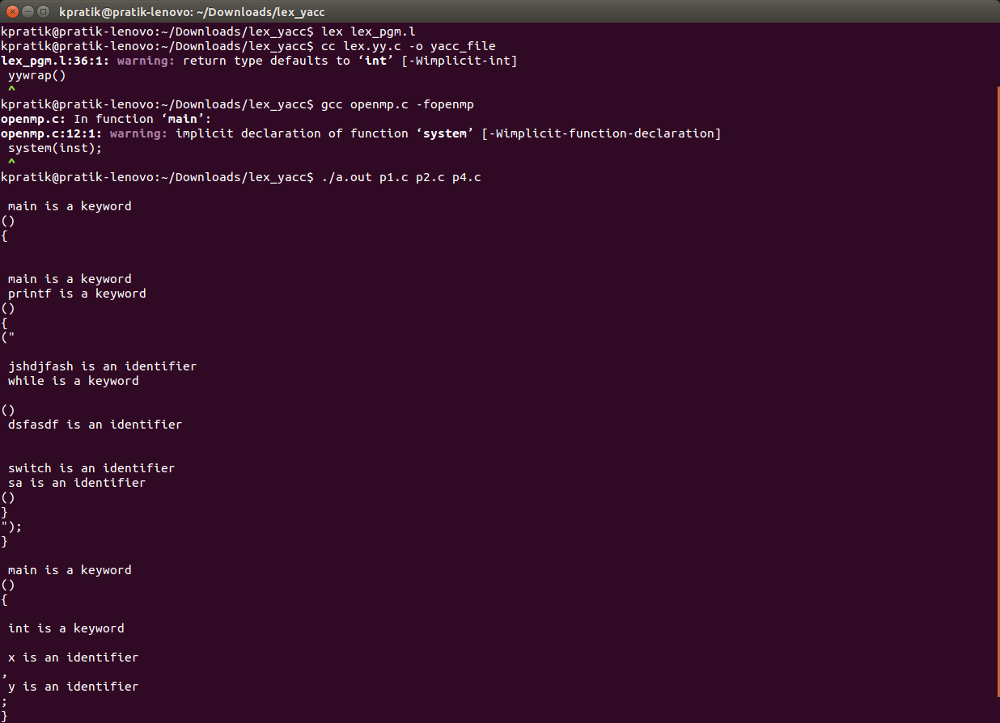 kpratik@pratik-lenovo: ~/Downloads/lex_yacc
kpratik@pratik-lenovo:~/Downloads/lex_yacc$ lex lex_pgm.l
kpratik@pratik-lenovo:~/Downloads/lex_yacc$ cc lex.yy.c -o yacc_file
lex_pgm.l:36:1: warning: return type defaults to ‘int’ [-Wimplicit-int]
 yywrap()
 ^
kpratik@pratik-lenovo:~/Downloads/lex_yacc$ gcc openmp.c -fopenmp
openmp.c: In function ‘main’:
openmp.c:12:1: warning: implicit declaration of function ‘system’ [-Wimplicit-function-declaration]
 system(inst);
 ^
kpratik@pratik-lenovo:~/Downloads/lex_yacc$ ./a.out p1.c p2.c p4.c
 main is a keyword
()
{
 main is a keyword
 printf is a keyword
()
{
("
 jshdjfash is an identifier
 while is a keyword
()
 dsfasdf is an identifier
 switch is an identifier
 sa is an identifier
()
}
");
}
 main is a keyword
()
{
 int is a keyword
 x is an identifier
,
 y is an identifier
;
}